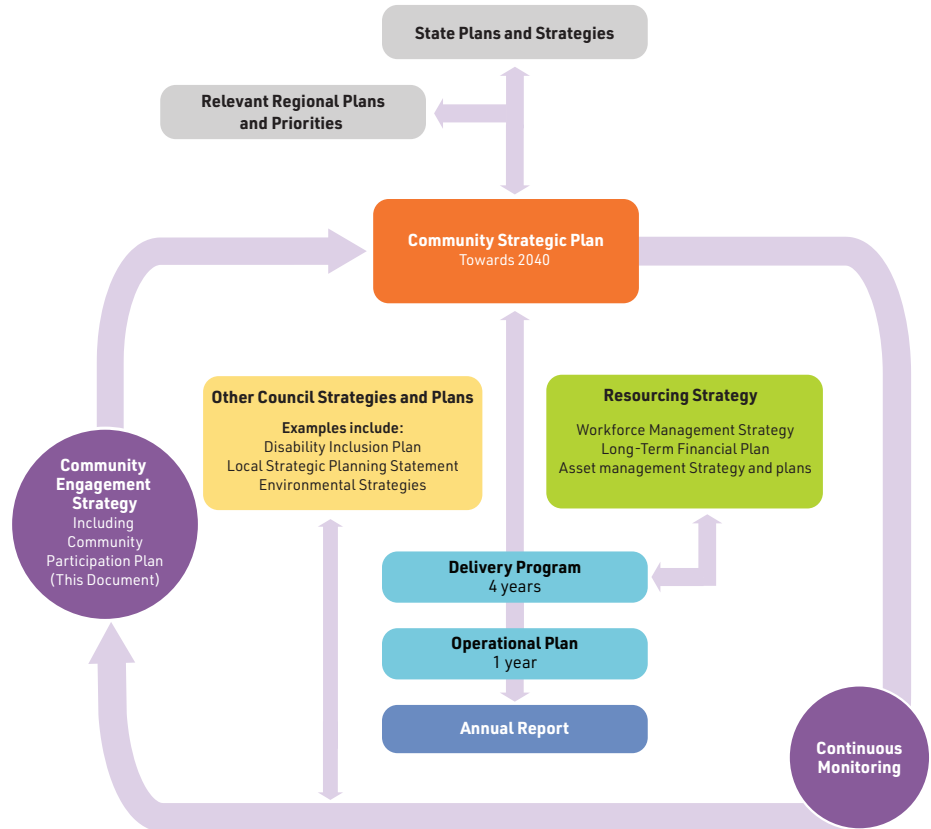 State Plans and Strategies
Relevant Regional Plans
and Priorities
Community Strategic Plan
Towards 2040
Other Council Strategies and Plans
Examples include:
Disability Inclusion Plan
Local Strategic Planning Statement
Environmental Strategies
Resourcing Strategy
Workforce Management Strategy
Long-Term Financial Plan
Asset management Strategy and plans
Community
Engagement
Strategy
Including
Community
Participation Plan
(This Document)
Delivery Program
4 years
Operational Plan
1 year
Annual Report
Continuous
Monitoring